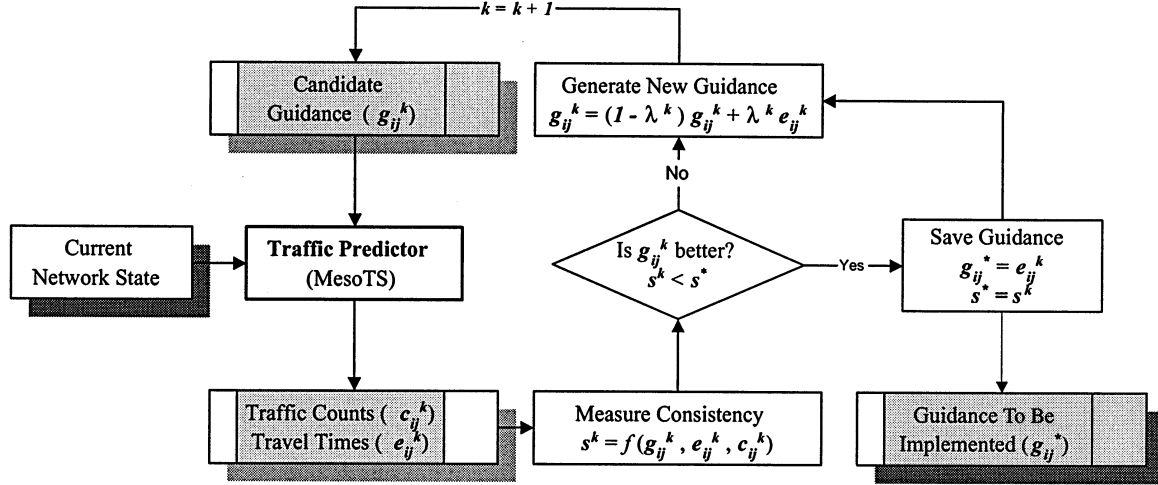 k = k + 1
Candidate
Guidance ( g_ij^k )
Generate New Guidance
g_ij^k = (1 - λ^k ) g_ij^k + λ^k e_ij^k
No
Current
Network State
Traffic Predictor
(MesoTS)
Is g_ij^k better?
s^k < s^*
Yes
Save Guidance
g_ij^* = e_ij^k
s^* = s^k
Traffic Counts ( c_ij^k )
Travel Times ( e_ij^k )
Measure Consistency
s^k = f ( g_ij^k , e_ij^k , c_ij^k )
Guidance To Be
Implemented ( g_ij^* )